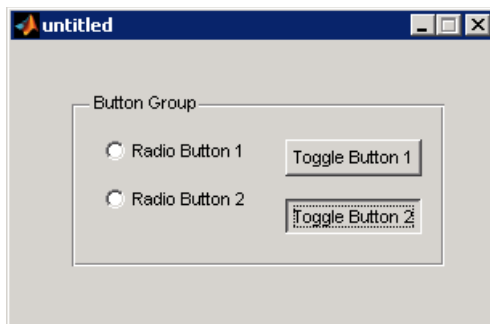 untitled
Button Group
Radio Button 1
Toggle Button 1
Radio Button 2
Toggle Button 2